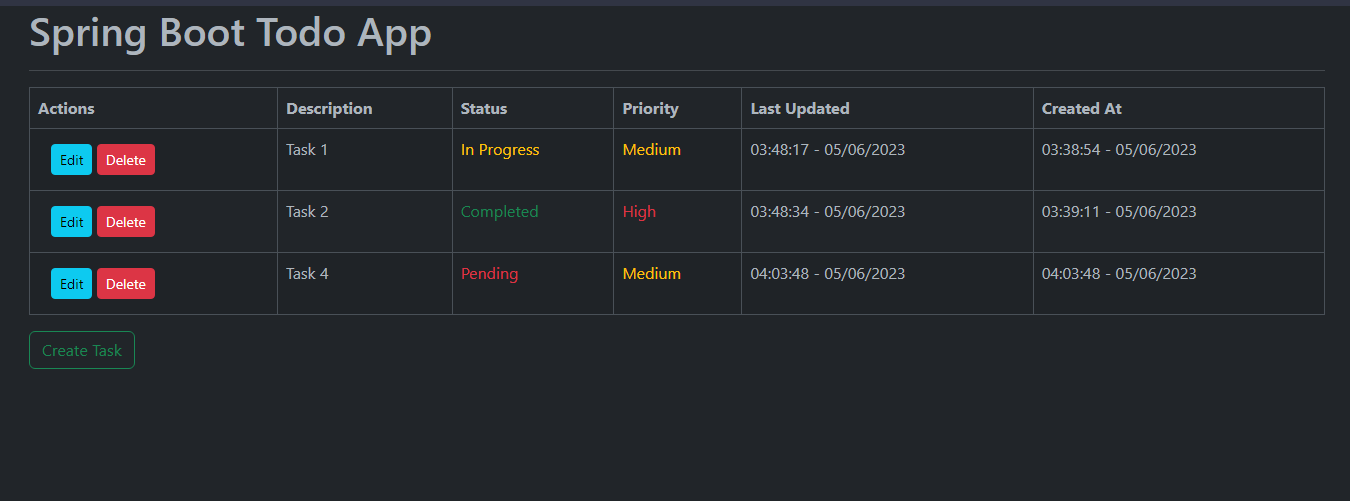 Spring Boot Todo App
Actions Description Status Priority Last Updated Created At
Edit Delete Task 1 In Progress Medium 03:48:17 - 05/06/2023 03:38:54 - 05/06/2023
Edit Delete Task 2 Completed High 03:48:34 - 05/06/2023 03:39:11 - 05/06/2023
Edit Delete Task 4 Pending Medium 04:03:48 - 05/06/2023 04:03:48 - 05/06/2023
Create Task